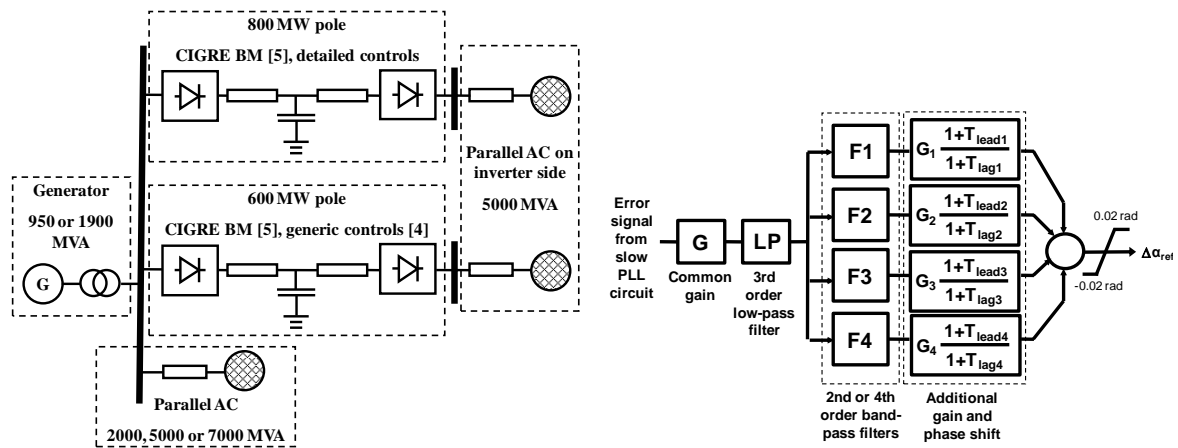 800 MW pole
CIGRE BM [5], detailed controls
Generator
950 or 1900
MVA
G
600 MW pole
CIGRE BM [5], generic controls [4]
Parallel AC on
inverter side
5000 MVA
Parallel AC
2000, 5000 or 7000 MVA
Error
signal
from
slow
PLL
circuit
G
Common
gain
LP
3rd
order
low-pass
filter
F1
F2
F3
F4
2nd or 4th
order band-
pass filters
G1 1+Tlead1
1+Tlag1
G2 1+Tlead2
1+Tlag2
G3 1+Tlead3
1+Tlag3
G4 1+Tlead4
1+Tlag4
Additional
gain and
phase shift
0.02 rad
-0.02 rad
Δαref